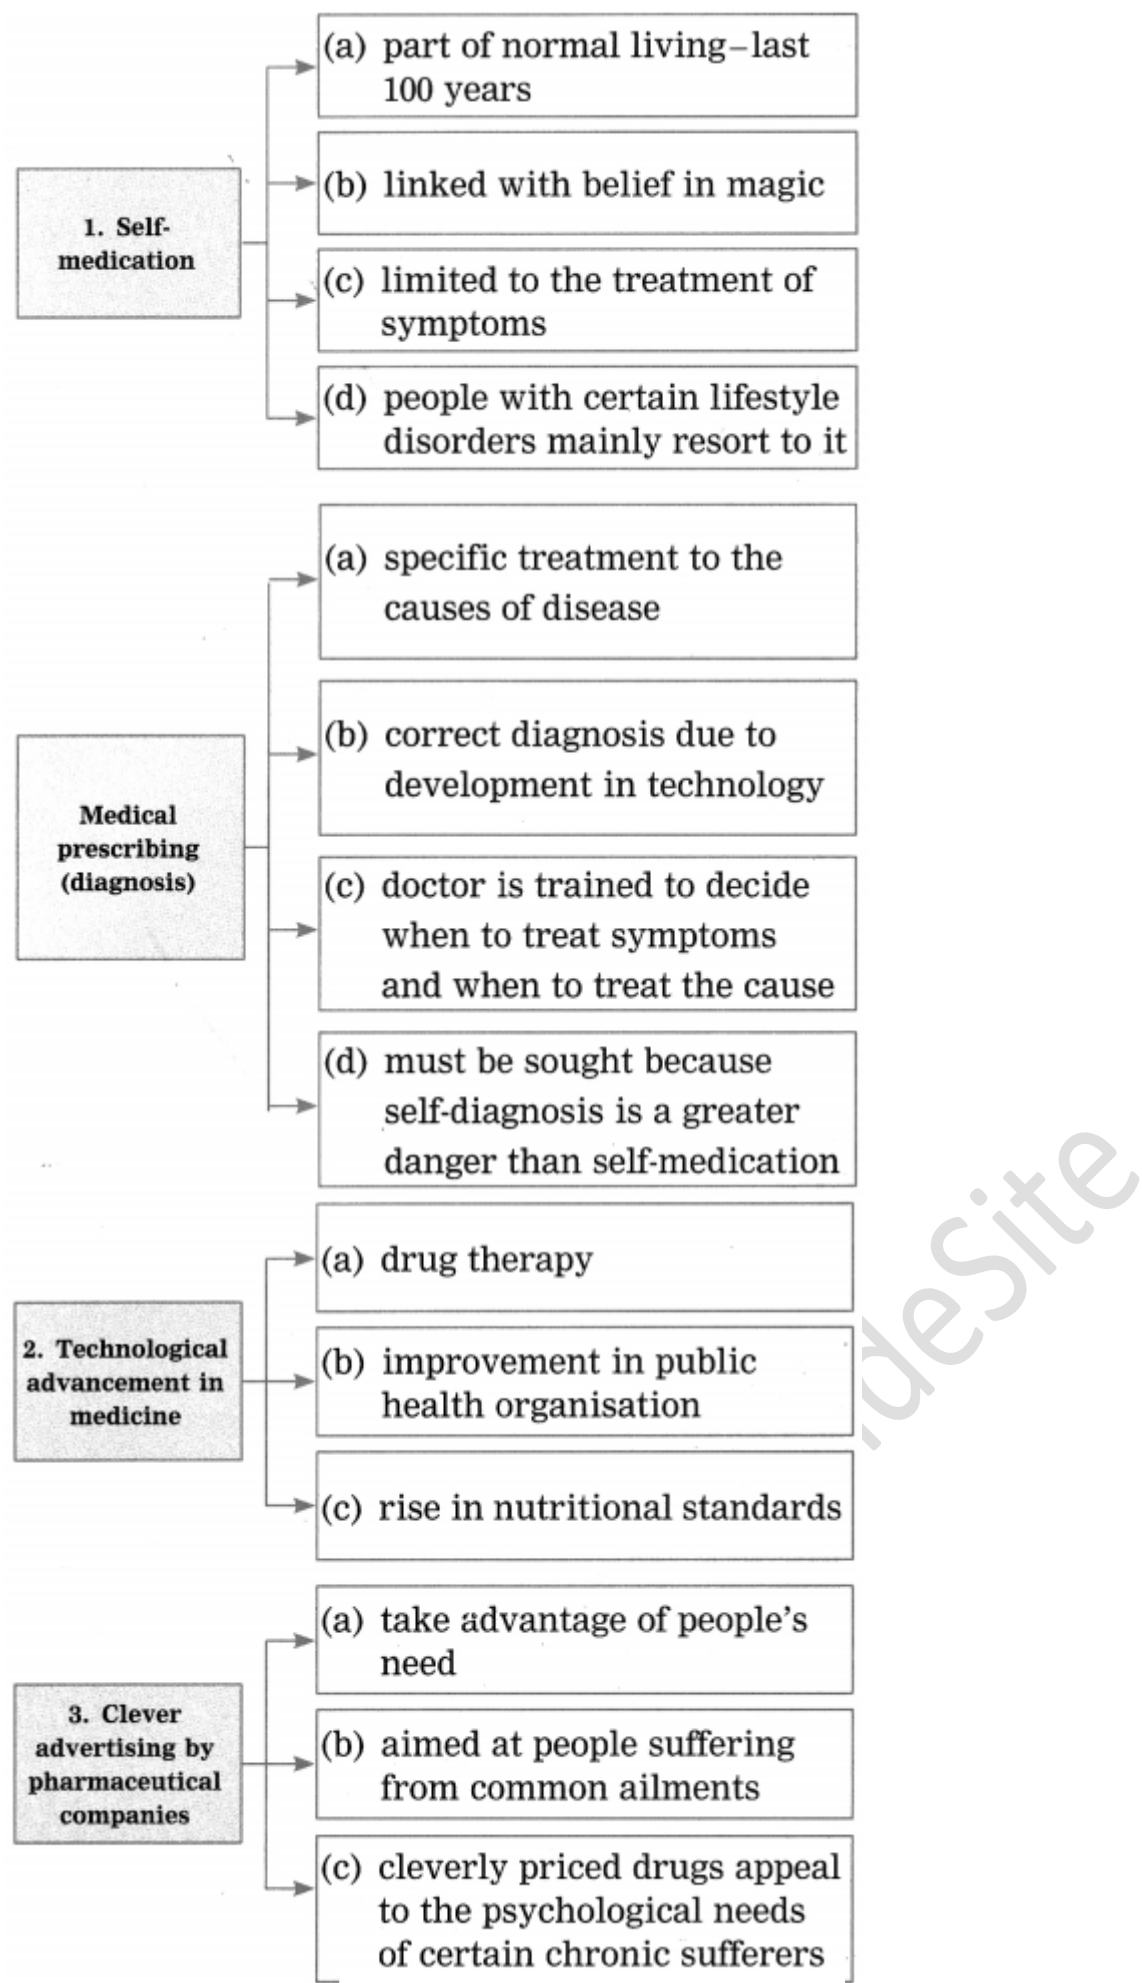 (a) part of normal living–last
100 years
(b) linked with belief in magic
1. Self-
medication
(c) limited to the treatment of
symptoms
(d) people with certain lifestyle
disorders mainly resort to it
(a) specific treatment to the
causes of disease
(b) correct diagnosis due to
development in technology
Medical
prescribing
(diagnosis)
(c) doctor is trained to decide
when to treat symptoms
and when to treat the cause
(d) must be sought because
self-diagnosis is a greater
danger than self-medication
(a) drug therapy
2. Technological
advancement in
medicine
(b) improvement in public
health organisation
(c) rise in nutritional standards
(a) take advantage of people's
need
3. Clever
advertising by
pharmaceutical
companies
(b) aimed at people suffering
from common ailments
(c) cleverly priced drugs appeal
to the psychological needs
of certain chronic sufferers
deSite